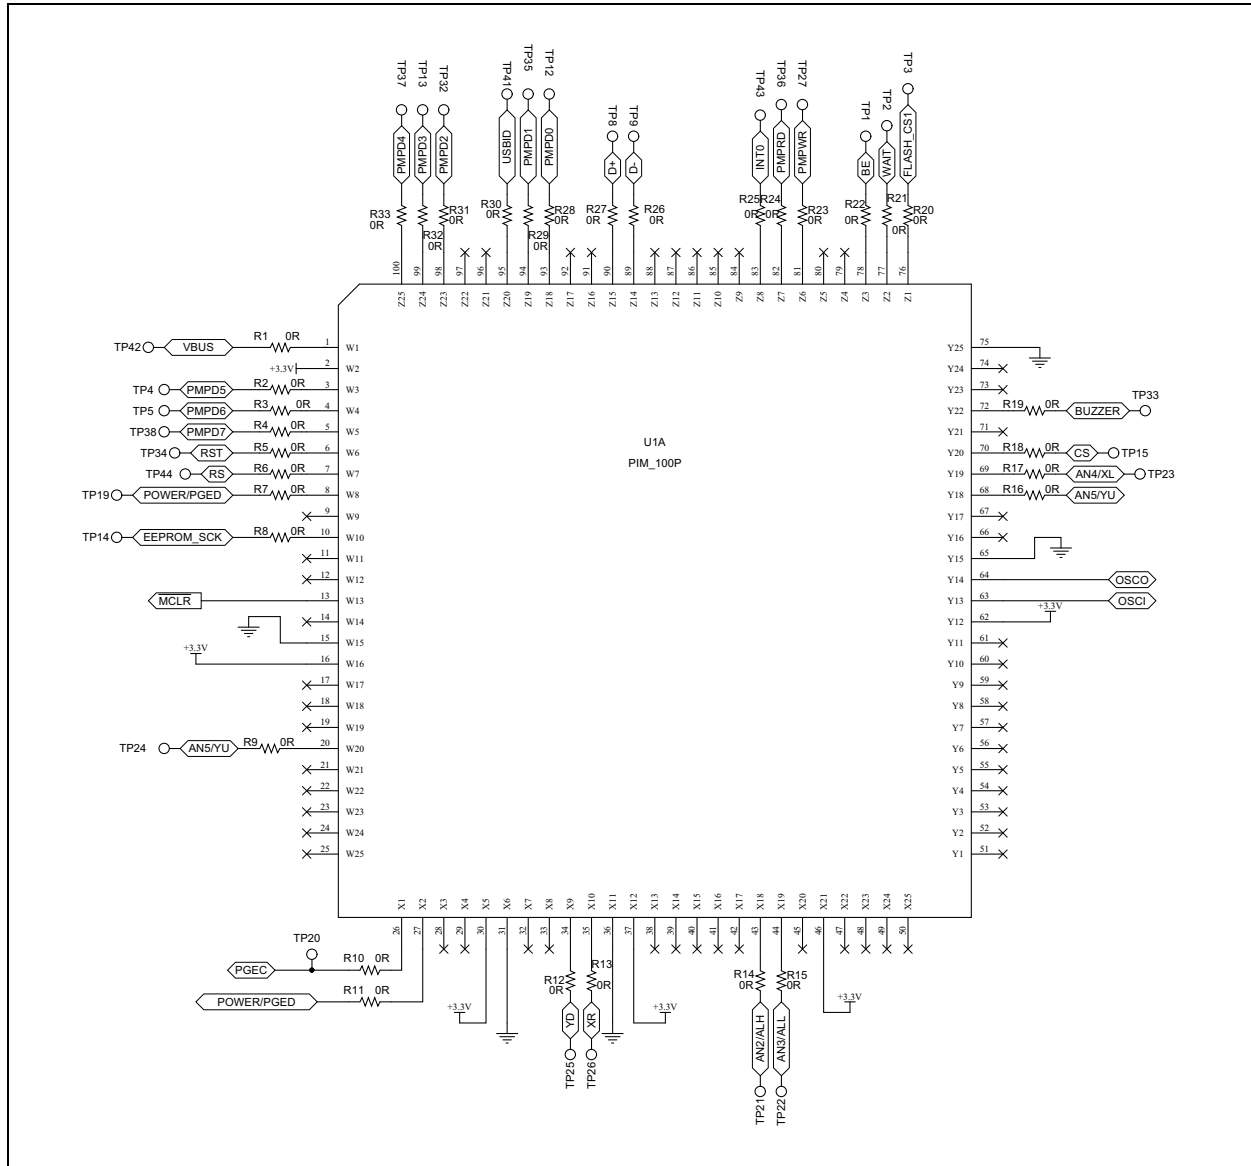 TP37 TP13 TP32 TP41 TP35 TP12 TP8 TP9 TP43 TP36 TP27 TP1 TP2 TP3
PMPD4 PMPD3 PMPD2 USBID PMPD1 PMPD0 D+ D- INT0 PMPRD PMPWR BE WAIT FLASH_CS1
R33 0R R32 0R R31 0R R30 0R R29 0R R28 0R R27 0R R26 0R R25 0R R24 0R R23 0R R22 0R R21 0R R20 0R
100 99 98 97 96 95 94 93 92 91 90 89 88 87 86 85 84 83 82 81 80 79 78 77 76
Z25 Z24 Z23 Z22 Z21 Z20 Z19 Z18 Z17 Z16 Z15 Z14 Z13 Z12 Z11 Z10 Z9 Z8 Z7 Z6 Z5 Z4 Z3 Z2 Z1
TP42 VBUS R1 0R 1 W1 Y25 75
+3.3V 2 W2 Y24 74
TP4 PMPD5 R2 0R 3 W3 Y23 73
TP5 PMPD6 R3 0R 4 W4 Y22 72 R19 0R BUZZER TP33
TP38 PMPD7 R4 0R 5 W5 Y21 71
U1A
TP34 RST R5 0R 6 W6 Y20 70 R18 0R CS TP15
PIM_100P
TP44 RS R6 0R 7 W7 Y19 69 R17 0R AN4/XL TP23
TP19 POWER/PGED R7 0R 8 W8 Y18 68 R16 0R AN5/YU
9 W9 Y17 67
TP14 EEPROM_SCK R8 0R 10 W10 Y16 66
11 W11 Y15 65
12 W12 Y14 64 OSCO
MCLR 13 W13 Y13 63 OSCI
14 W14 Y12 62 +3.3V
15 W15 Y11 61
+3.3V 16 W16 Y10 60
17 W17 Y9 59
18 W18 Y8 58
19 W19 Y7 57
TP24 AN5/YU R9 0R 20 W20 Y6 56
21 W21 Y5 55
22 W22 Y4 54
23 W23 Y3 53
24 W24 Y2 52
25 W25 Y1 51
X1 X2 X3 X4 X5 X6 X7 X8 X9 X10 X11 X12 X13 X14 X15 X16 X17 X18 X19 X20 X21 X22 X23 X24 X25
26 27 28 29 30 31 32 33 34 35 36 37 38 39 40 41 42 43 44 45 46 47 48 49 50
TP20
PGEC R10 0R R12 0R R13 0R R14 0R R15 0R
POWER/PGED R11 0R +3.3V +3.3V +3.3V
YD XR AN2/ALH AN3/ALL
TP25 TP26 TP21 TP22